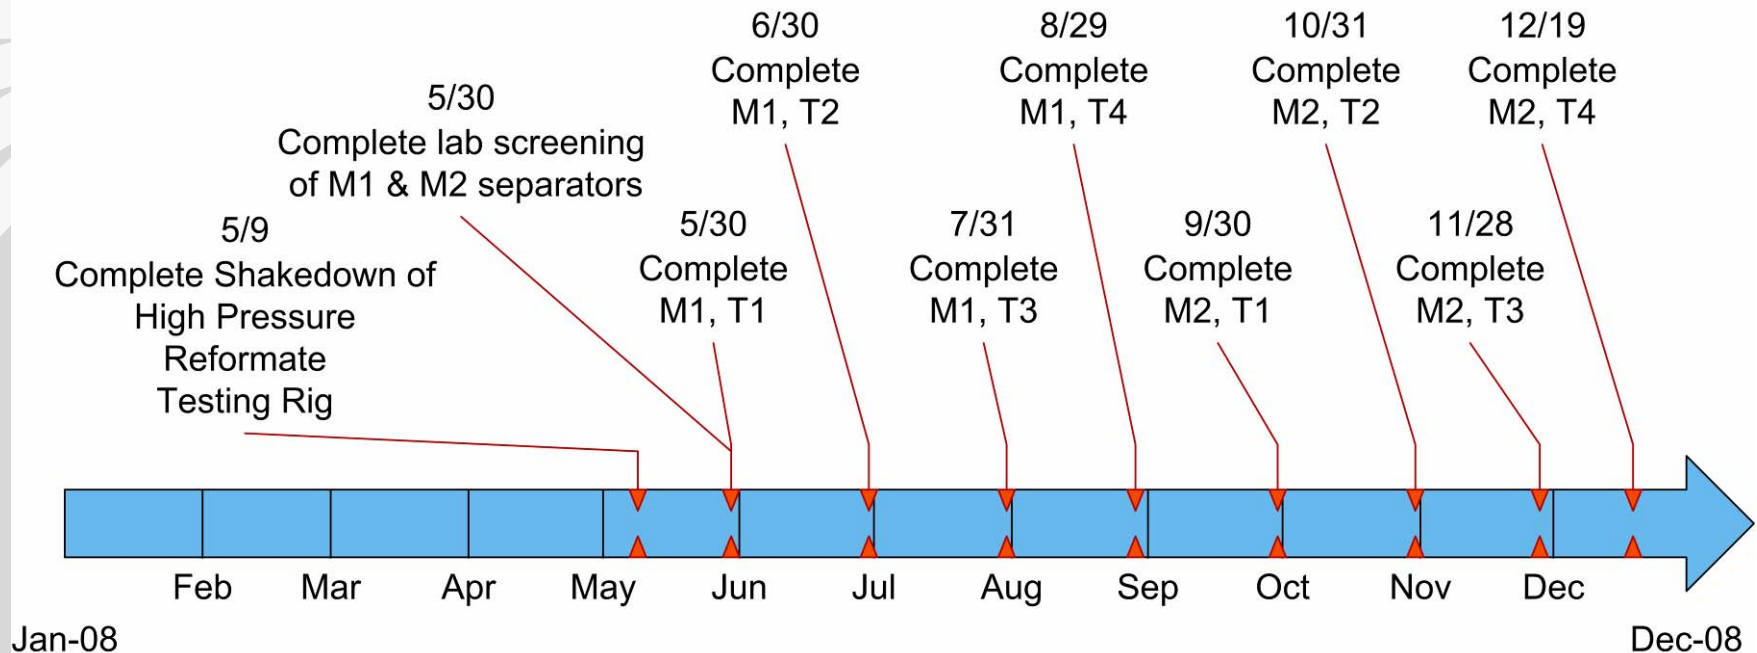 5/9
Complete Shakedown of
High Pressure
Reformate
Testing Rig
5/30
Complete lab screening
of M1 & M2 separators
5/30
Complete
M1, T1
6/30
Complete
M1, T2
7/31
Complete
M1, T3
8/29
Complete
M1, T4
9/30
Complete
M2, T1
10/31
Complete
M2, T2
11/28
Complete
M2, T3
12/19
Complete
M2, T4
Feb Mar Apr May Jun Jul Aug Sep Oct Nov Dec
Jan-08 Dec-08